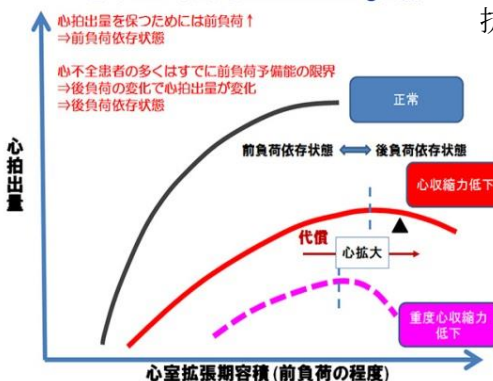 心拍出量を保つためには前負荷↑
⇒前負荷依存状態
心不全患者の多くはすでに前負荷予備能の限界
⇒後負荷の変化で心拍出量が変化
⇒後負荷依存状態
正常
前負荷依存状態
後負荷依存状態
心収縮力低下
代償
心拡大
重度心収縮力
低下
心拍出量
心室拡張期容積(前負荷の程度)